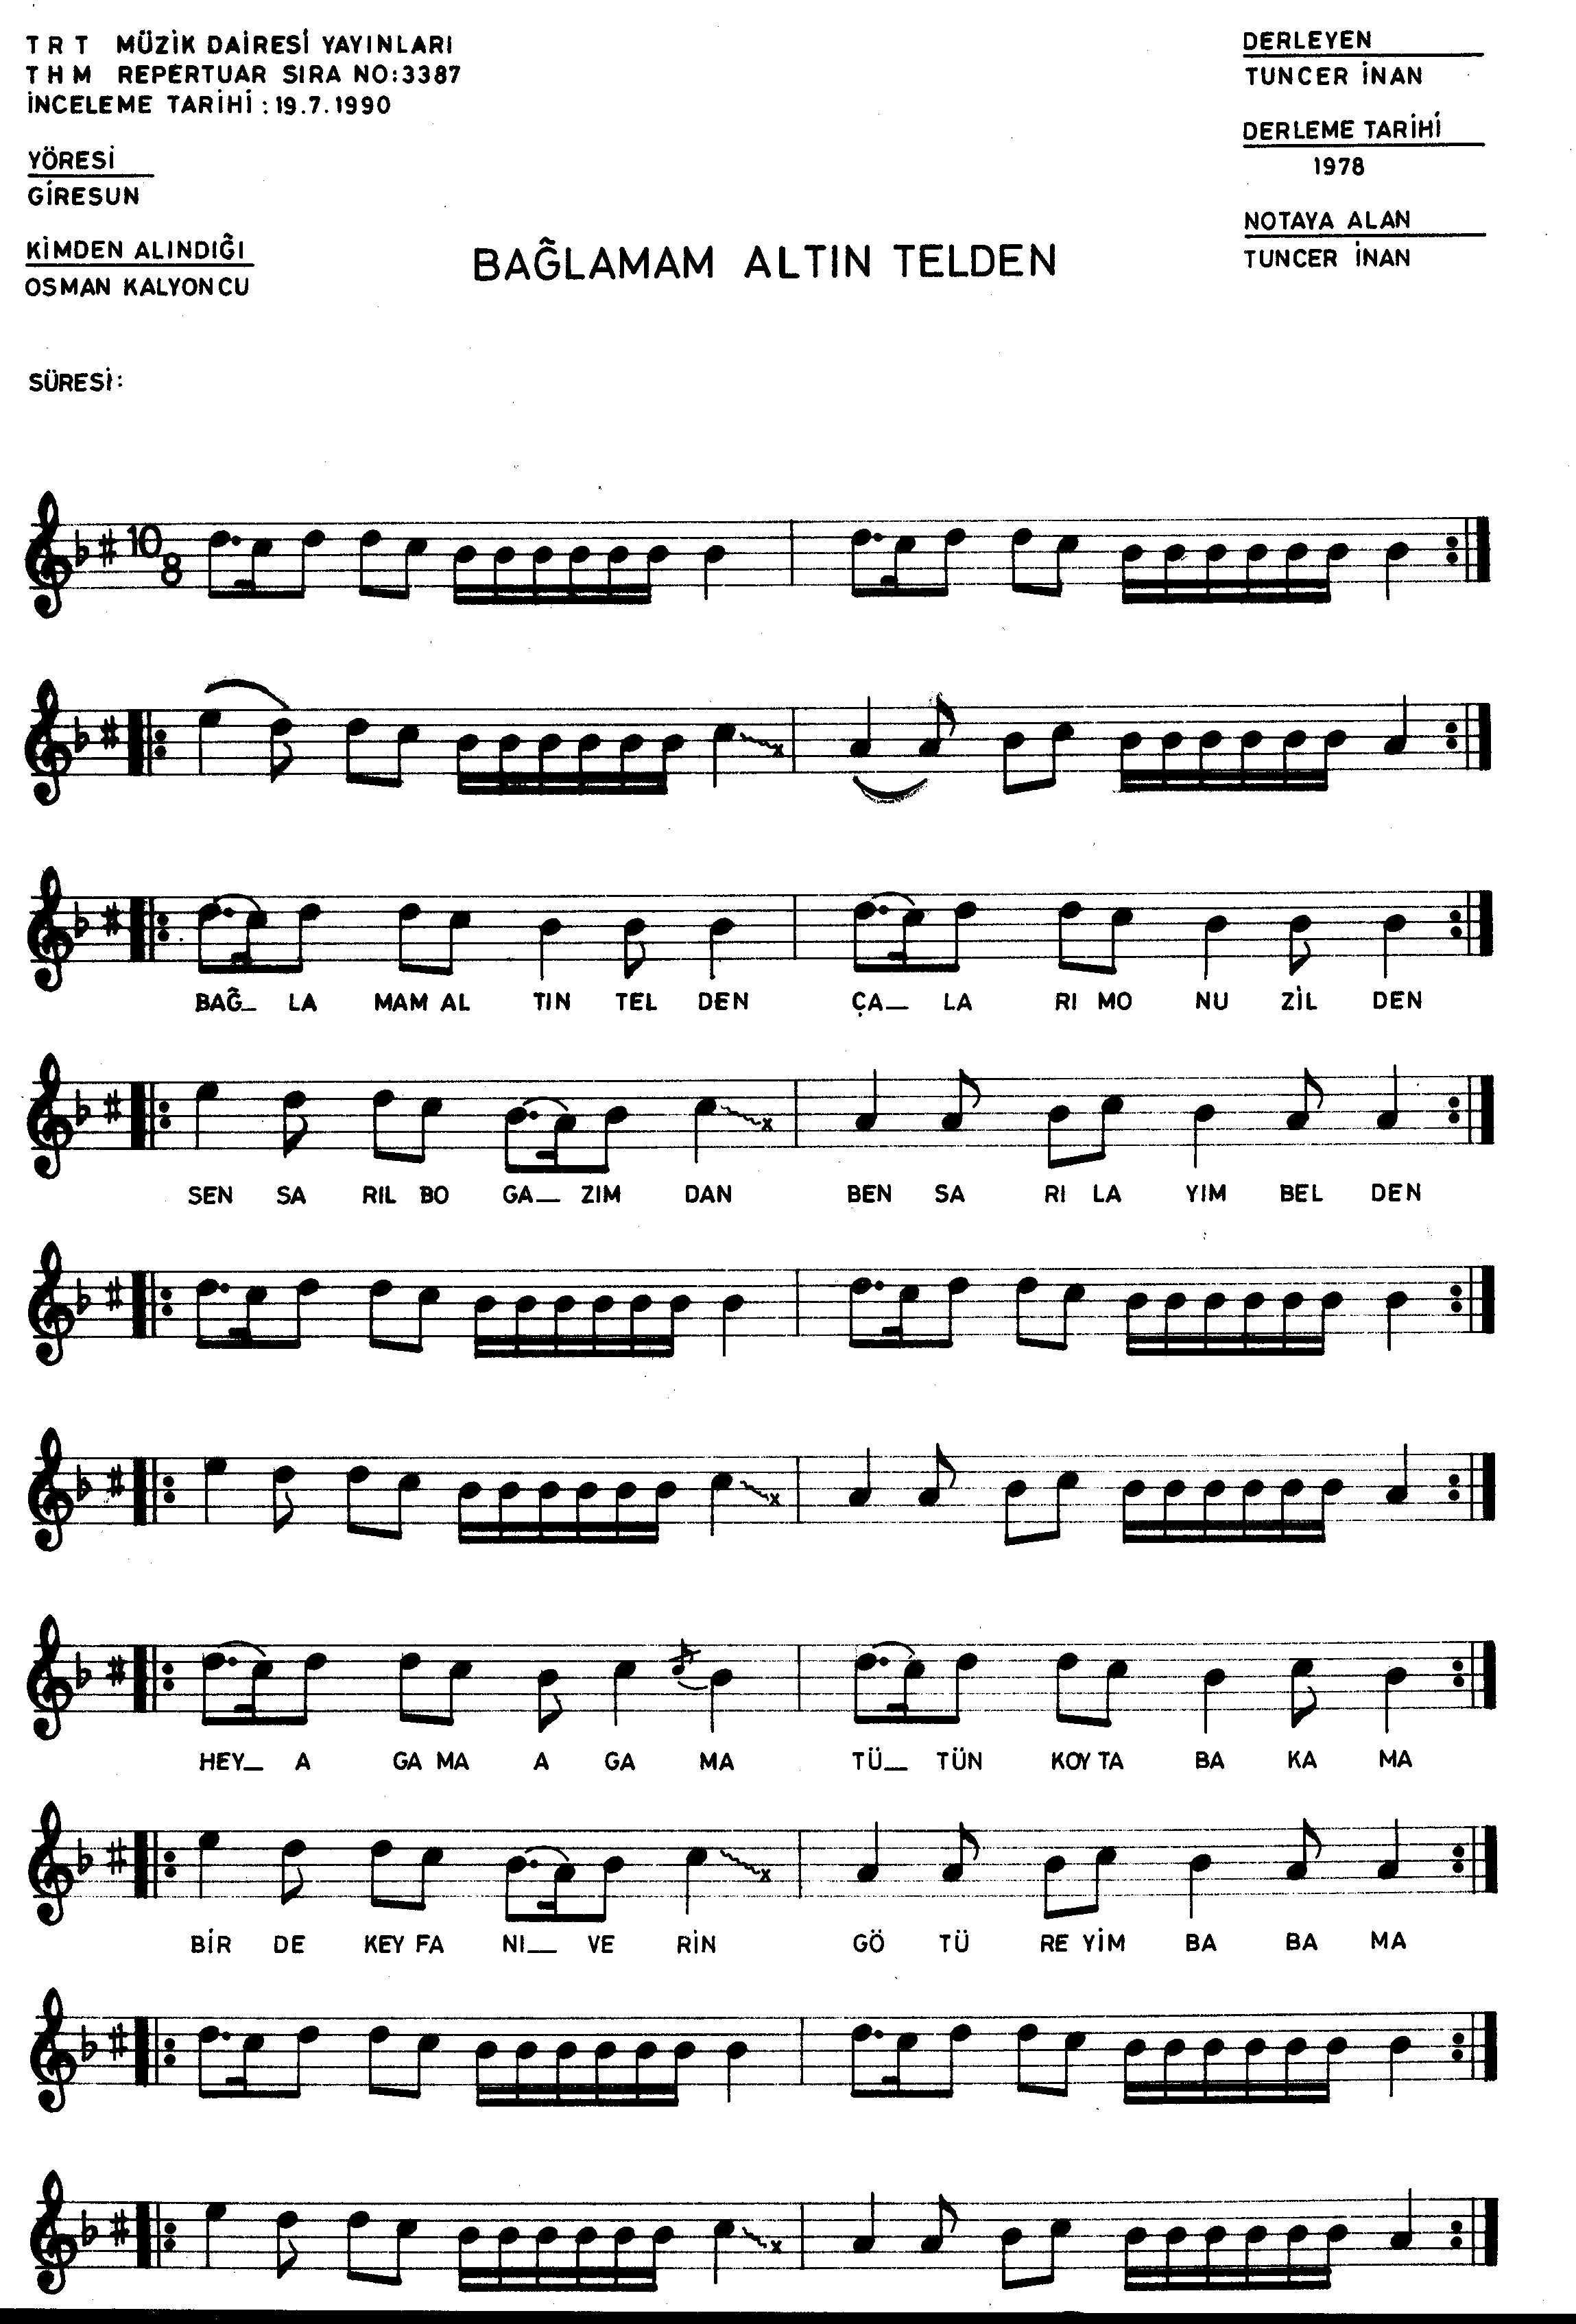 TRT MÜZİK DAİRESİ YAYINLARI
THM REPERTUAR SIRA NO:3387
İNCELEME TARİHİ : 19.7.1990
YÖRESİ
GİRESUN
KİMDEN ALINDIĞI
OSMAN KALYONCU
SÜRESİ:
BAĞLAMAM ALTIN TELDEN
DERLEYEN
TUNCER İNAN
DERLEME TARİHİ
1978
NOTAYA ALAN
TUNCER İNAN
10
8
BAĞ_ LA MAM AL TIN TEL DEN ÇA_ LA RI MO NU ZİL DEN
SEN SA RIL BO GA_ ZIM DAN BEN SA RI LA YIM BEL DEN
HEY_ A GA MA A GA MA TÜ_ TÜN KOY TA BA KA MA
BİR DE KEY FA NI_ VE RİN GÖ TÜ RE YİM BA BA MA